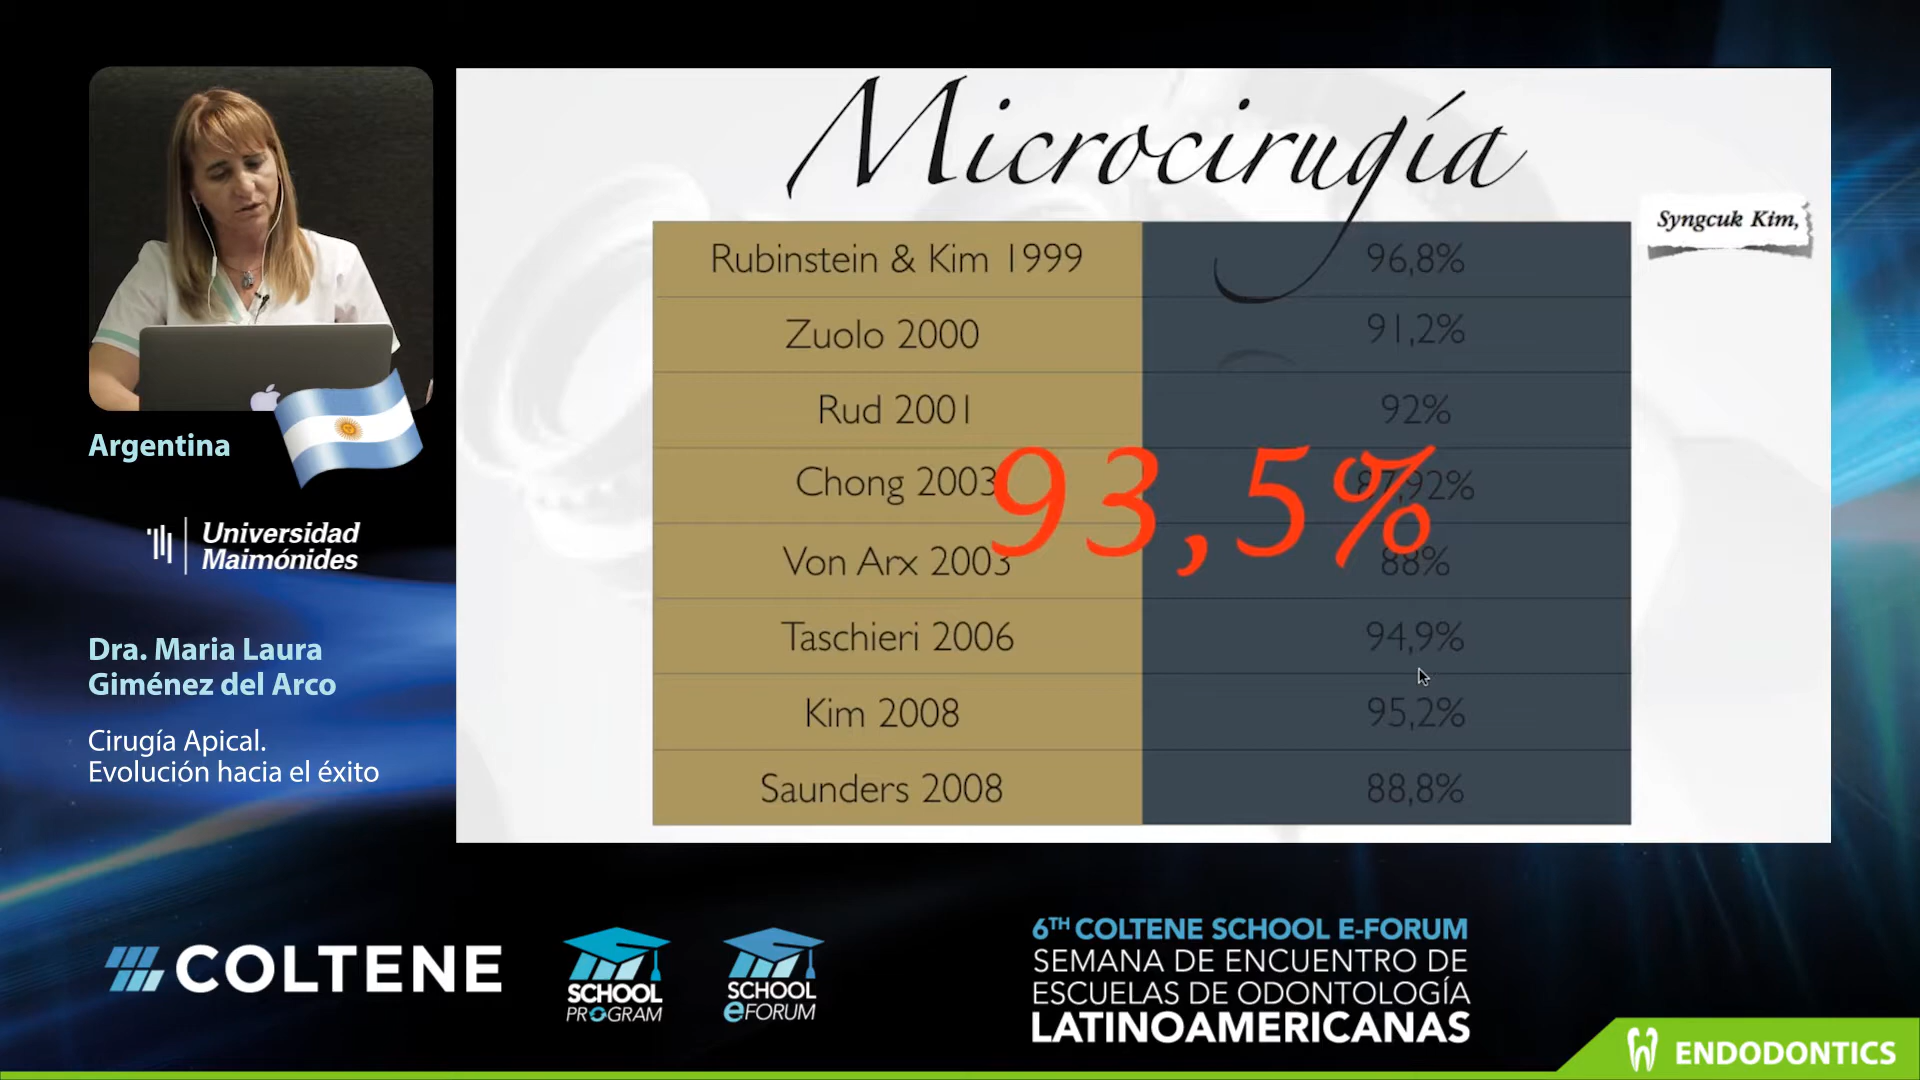 Microcirugía
Syngcuk Kim,
Rubinstein & Kim 1999 96,8%
Zuolo 2000 91,2%
Rud 2001 92%
Chong 2003 87,92%
93,5%
Von Arx 2003 88%
Taschieri 2006 94,9%
Kim 2008 95,2%
Saunders 2008 88,8%
Argentina
Universidad
Maimónides
Dra. Maria Laura
Giménez del Arco
Cirugía Apical.
Evolución hacia el éxito
COLTENE
SCHOOL
PROGRAM
SCHOOL
eFORUM
6TH COLTENE SCHOOL E-FORUM
SEMANA DE ENCUENTRO DE
ESCUELAS DE ODONTOLOGÍA
LATINOAMERICANAS
ENDODONTICS